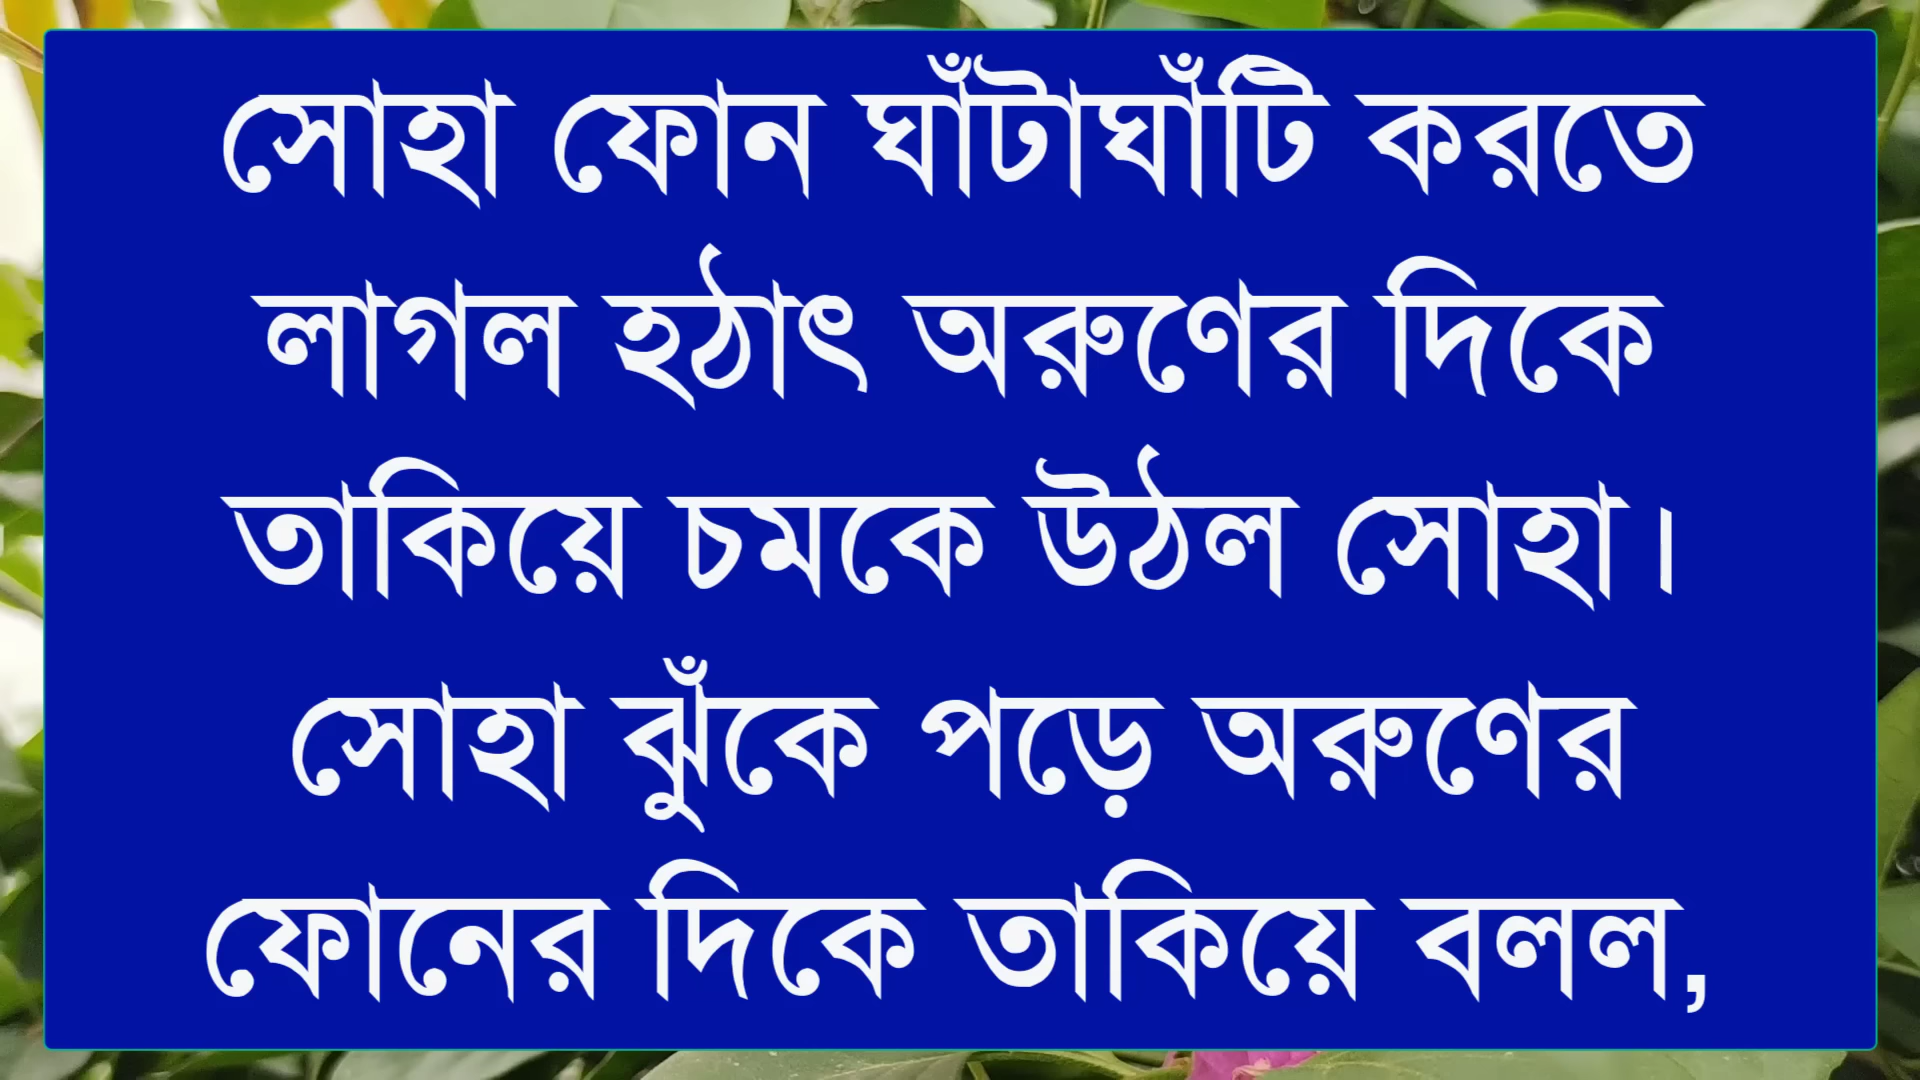 সোহা ফোন ঘাঁটাঘাঁটি করতে
লাগল হঠাৎ অরুণের দিকে
তাকিয়ে চমকে উঠল সোহা।
সোহা ঝুঁকে পড়ে অরুণের
ফোনের দিকে তাকিয়ে বলল,